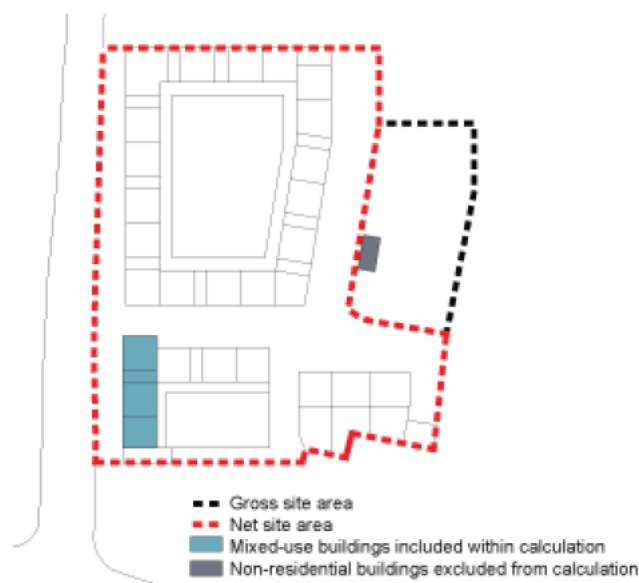 Gross site area
Net site area
Mixed-use buildings included within calculation
Non-residential buildings excluded from calculation